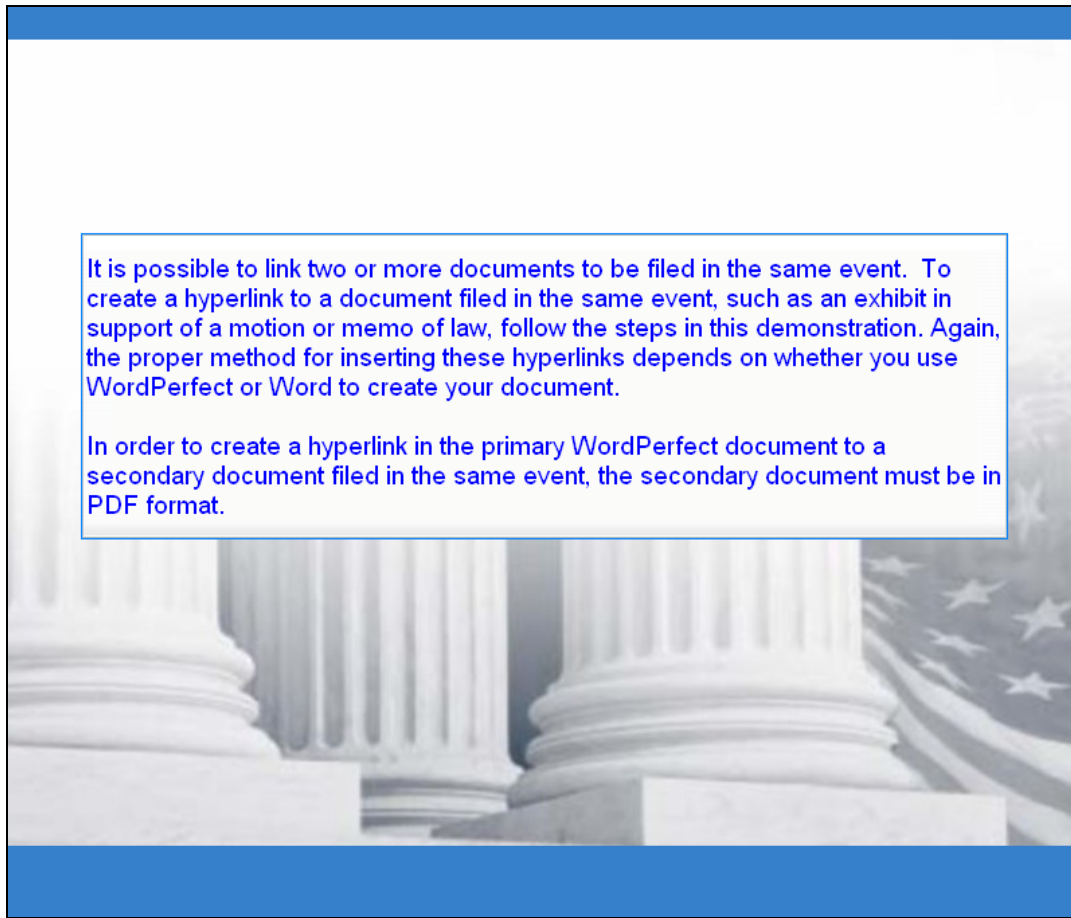 It is possible to link two or more documents to be filed in the same event.  To
create a hyperlink to a document filed in the same event, such as an exhibit in
support of a motion or memo of law, follow the steps in this demonstration. Again,
the proper method for inserting these hyperlinks depends on whether you use
WordPerfect or Word to create your document.
In order to create a hyperlink in the primary WordPerfect document to a
secondary document filed in the same event, the secondary document must be in
PDF format.